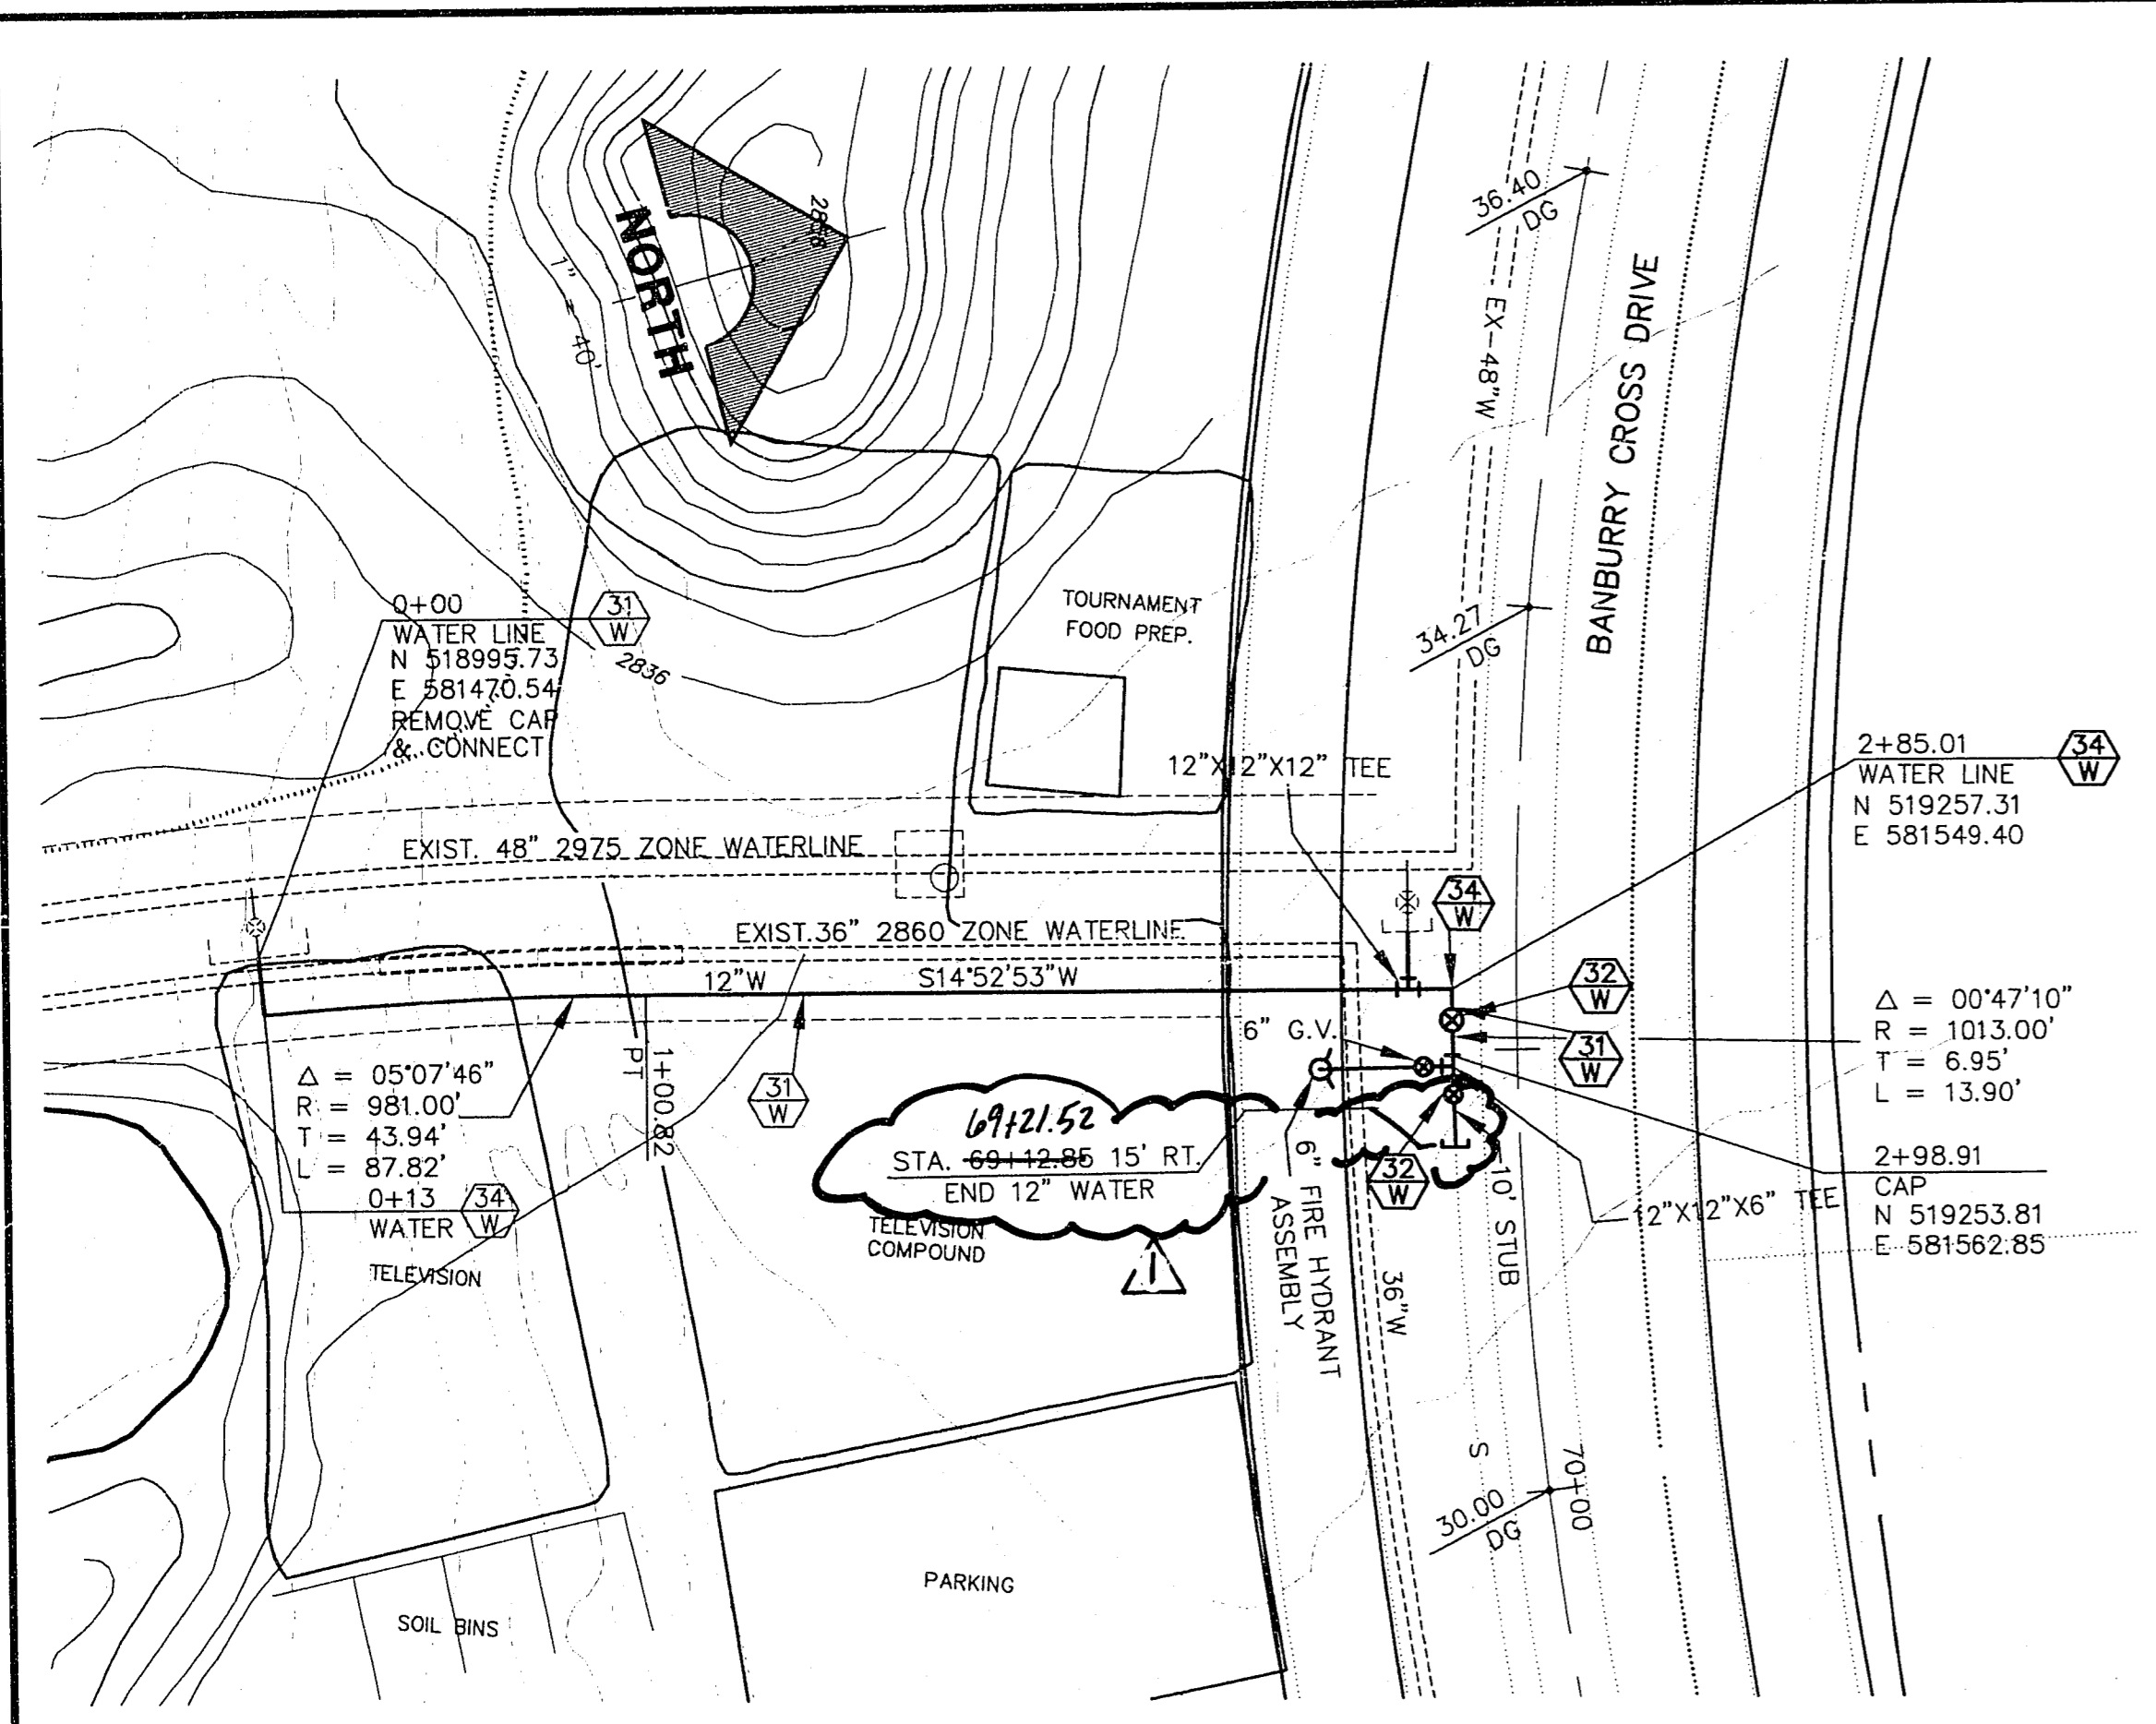 NORTH
1" = 40'
2838
36.40
DG
EX-48"W
BANBURRY CROSS DRIVE
34.27
DG
0+00
31
W
WATER LINE
N 518995.73
E 581470.54
REMOVE CAP
& CONNECT
2836
TOURNAMENT
FOOD PREP.
12"X12"X12" TEE
2+85.01
34
W
WATER LINE
N 519257.31
E 581549.40
EXIST. 48" 2975 ZONE WATERLINE
EXIST.36" 2860 ZONE WATERLINE
34
W
12"W
S14°52'53"W
32
W
6" G.V.
31
W
Δ = 00°47'10"
R = 1013.00'
T = 6.95'
L = 13.90'
Δ = 05°07'46"
R = 981.00'
T = 43.94'
L = 87.82'
1+00.82
PT
31
W
69+21.52
STA. 69+12.85 15' RT.
END 12" WATER
32
W
6" FIRE HYDRANT
ASSEMBLY
10' STUB
12"X12"X6" TEE
2+98.91
CAP
N 519253.81
E 581562.85
0+13
34
W
WATER
TELEVISION
TELEVISION
COMPOUND
1
36"W
S
70+00
30.00
DG
PARKING
SOIL BINS